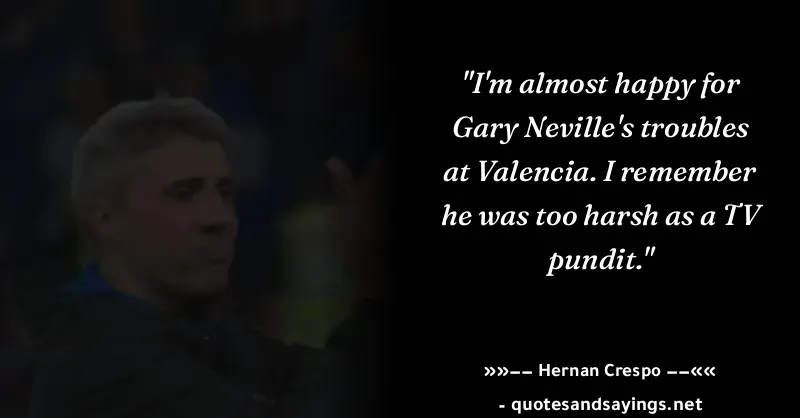 "I'm almost happy for
Gary Neville's troubles
at Valencia. I remember
he was too harsh as a TV
pundit."
»»–– Hernan Crespo ––««
- quotesandsayings.net